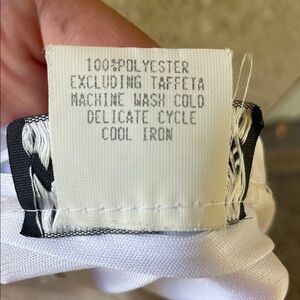 100%POLYESTER
EXCLUDING TAFFETA
MACHINE WASH COLD
DELICATE CYCLE
COOL IRON